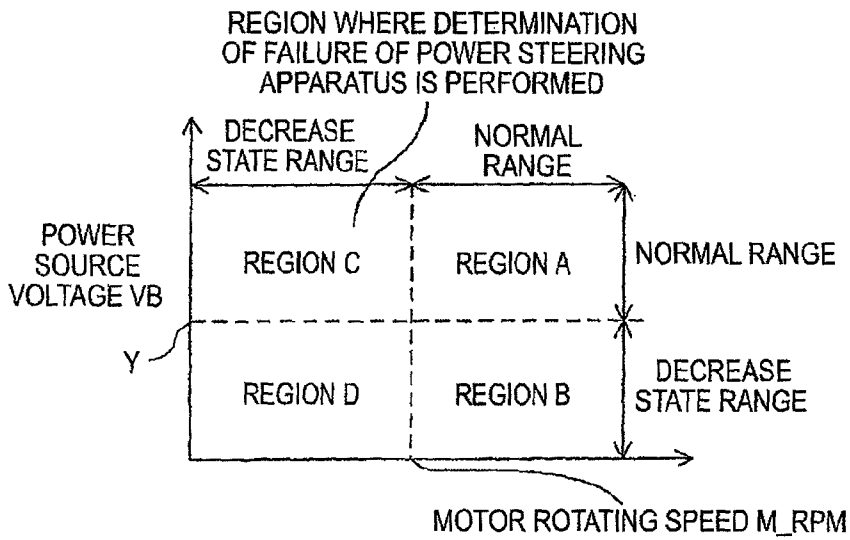 REGION WHERE DETERMINATION
OF FAILURE OF POWER STEERING
APPARATUS IS PERFORMED
DECREASE
STATE RANGE
NORMAL
RANGE
POWER
SOURCE
VOLTAGE VB
REGION C
REGION A
NORMAL RANGE
Y
REGION D
REGION B
DECREASE
STATE RANGE
MOTOR ROTATING SPEED M_RPM